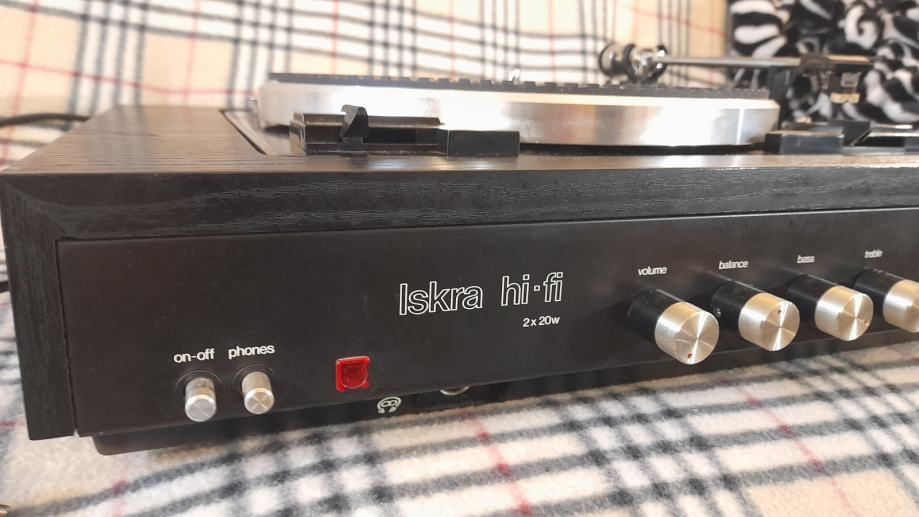 Iskra hi·fi
2 x 20w
volume
balance
bass
treble
on-off
phones